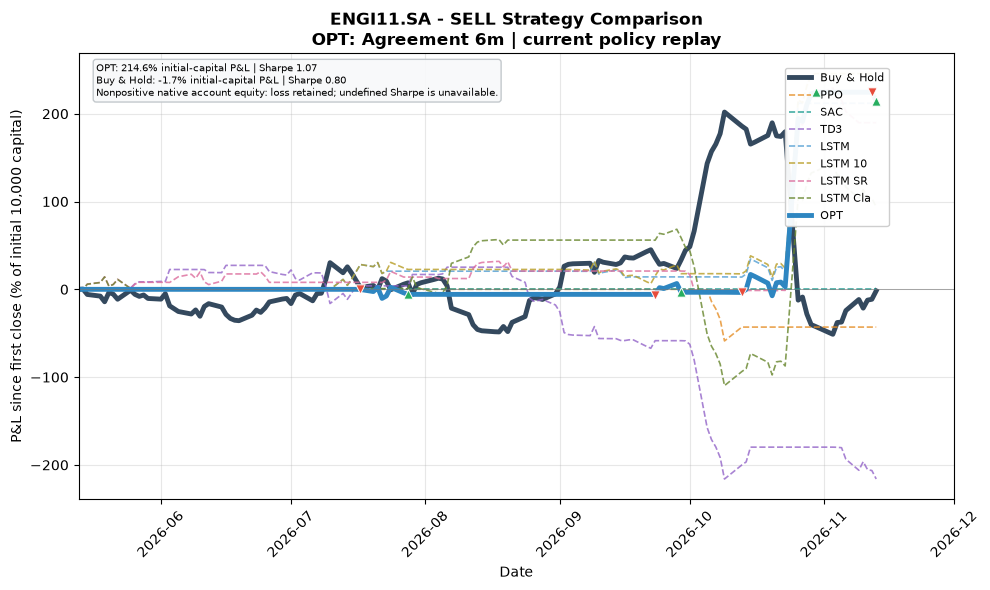 ENGI11.SA - SELL Strategy Comparison
OPT: Agreement 6m | current policy replay
OPT: 214.6% initial-capital P&L | Sharpe 1.07
Buy & Hold: -1.7% initial-capital P&L | Sharpe 0.80
Nonpositive native account equity: loss retained; undefined Sharpe is unavailable.
Buy & Hold
PPO
SAC
TD3
LSTM
LSTM 10
LSTM SR
LSTM Cla
OPT
P&L since first close (% of initial 10,000 capital)
200
100
0
−100
−200
2026-06
2026-07
2026-08
2026-09
2026-10
2026-11
2026-12
Date